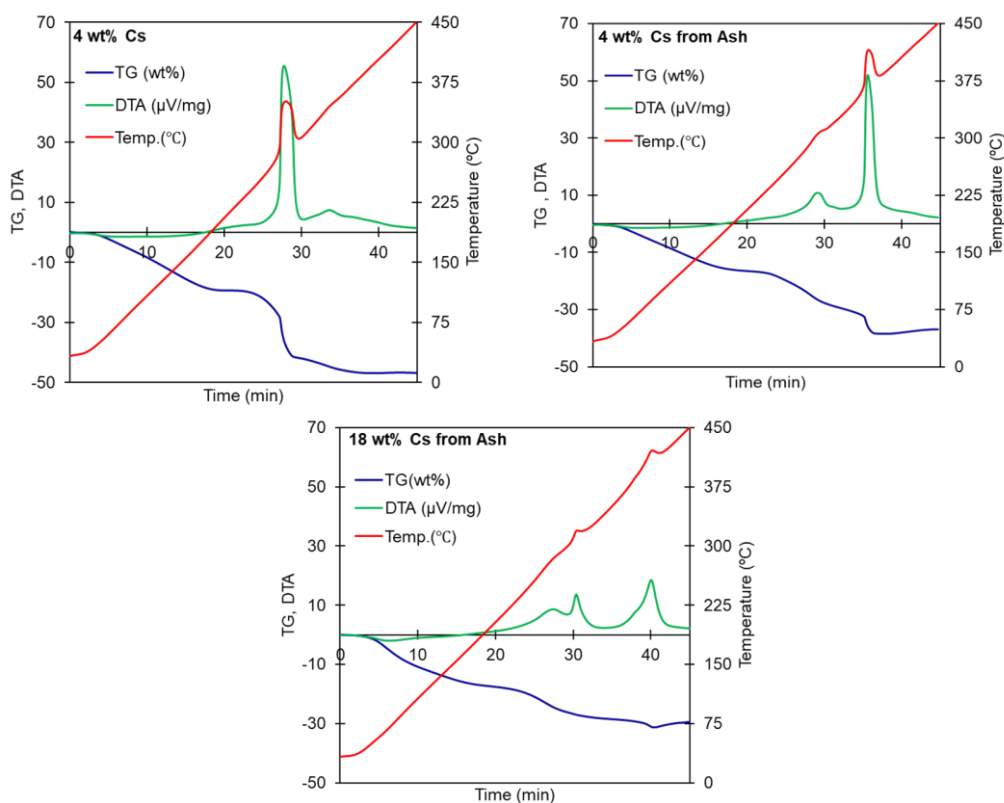 4 wt% Cs
TG (wt%)
DTA (µV/mg)
Temp.(℃)
70
50
30
10
-10
-30
-50
TG , DTA
0
10
20
30
40
Time (min)
450
375
300
225
150
75
0
Temperature (ºC)
4 wt% Cs from Ash
TG (wt%)
DTA (µV/mg)
Temp.(℃)
70
50
30
10
-10
-30
-50
TG , DTA
0
10
20
30
40
Time (min)
450
375
300
225
150
75
0
Temperature (ºC)
18 wt% Cs from Ash
TG(wt%)
DTA (µV/mg)
Temp.(℃)
70
50
30
10
-10
-30
-50
TG, DTA
0
10
20
30
40
Time (min)
450
375
300
225
150
75
0
Temperature (ºC)